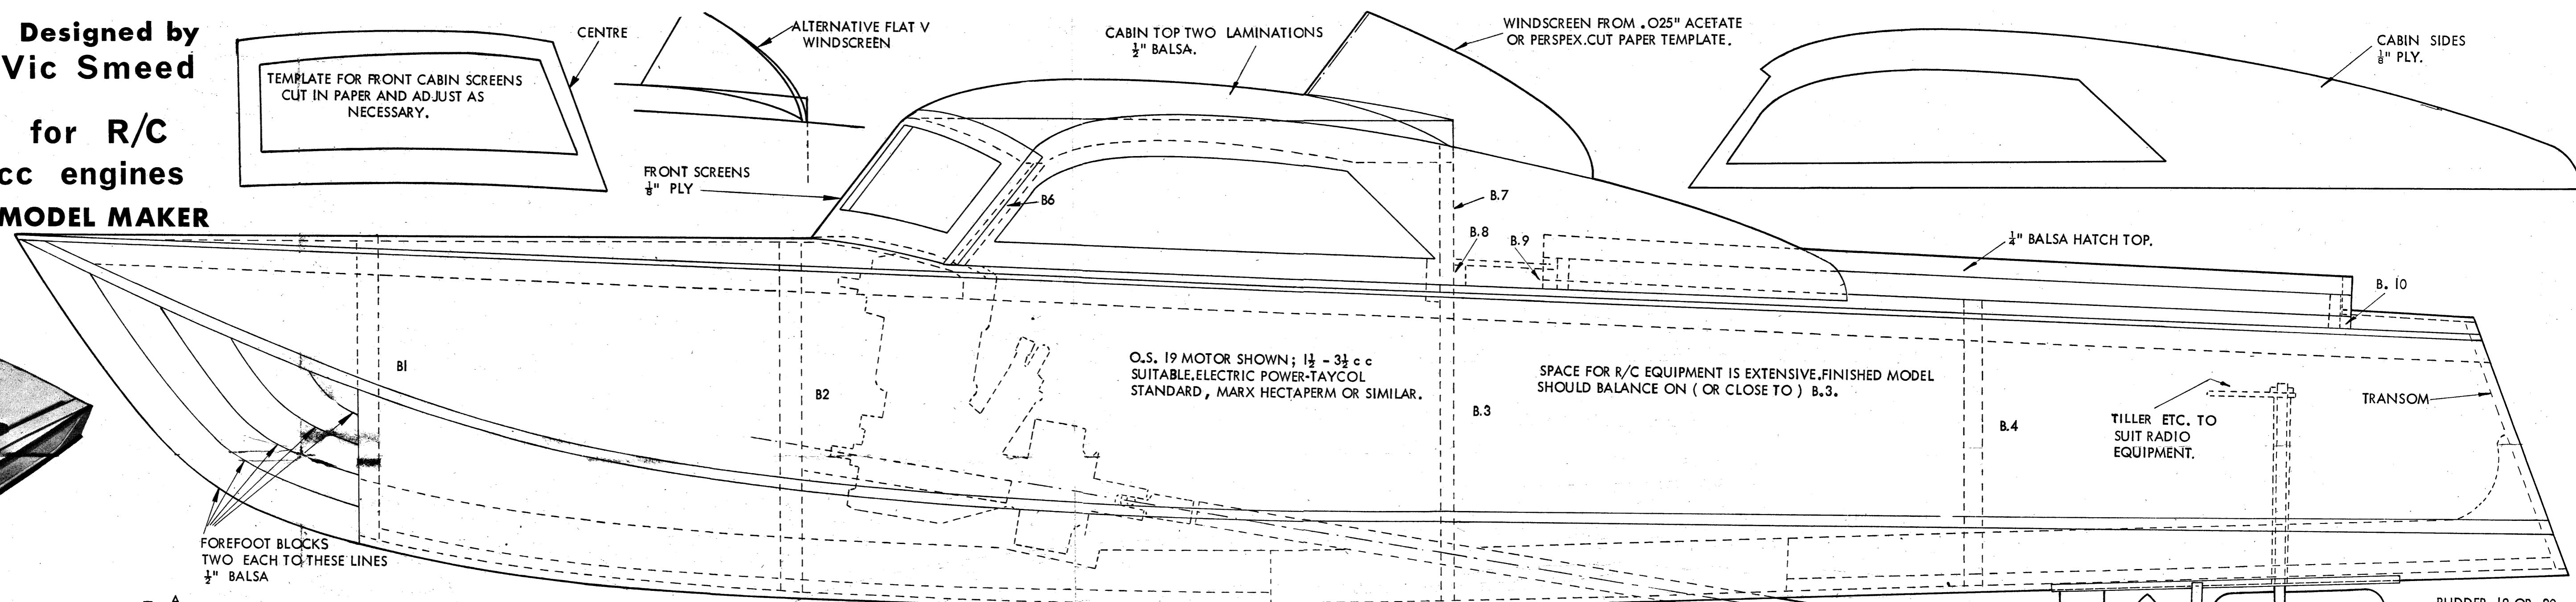 Designed by
Vic Smeed
for R/C
cc engines
MODEL MAKER
TEMPLATE FOR FRONT CABIN SCREENS
CUT IN PAPER AND ADJUST AS
NECESSARY.
CENTRE
ALTERNATIVE FLAT V
WINDSCREEN
CABIN TOP TWO LAMINATIONS
½" BALSA.
WINDSCREEN FROM .025" ACETATE
OR PERSPEX.CUT PAPER TEMPLATE.
CABIN SIDES
⅛" PLY.
FRONT SCREENS
⅛" PLY
B6
B.7
B.8
B.9
¼" BALSA HATCH TOP.
B. 10
B1
B2
O.S. 19 MOTOR SHOWN; 1½ - 3½ c c
SUITABLE.ELECTRIC POWER-TAYCOL
STANDARD, MARX HECTAPERM OR SIMILAR.
B.3
SPACE FOR R/C EQUIPMENT IS EXTENSIVE.FINISHED MODEL
SHOULD BALANCE ON ( OR CLOSE TO ) B.3.
B.4
TILLER ETC. TO
SUIT RADIO
EQUIPMENT.
TRANSOM
FOREFOOT BLOCKS
TWO EACH TO THESE LINES
½" BALSA
RUDDER 18 OR 20